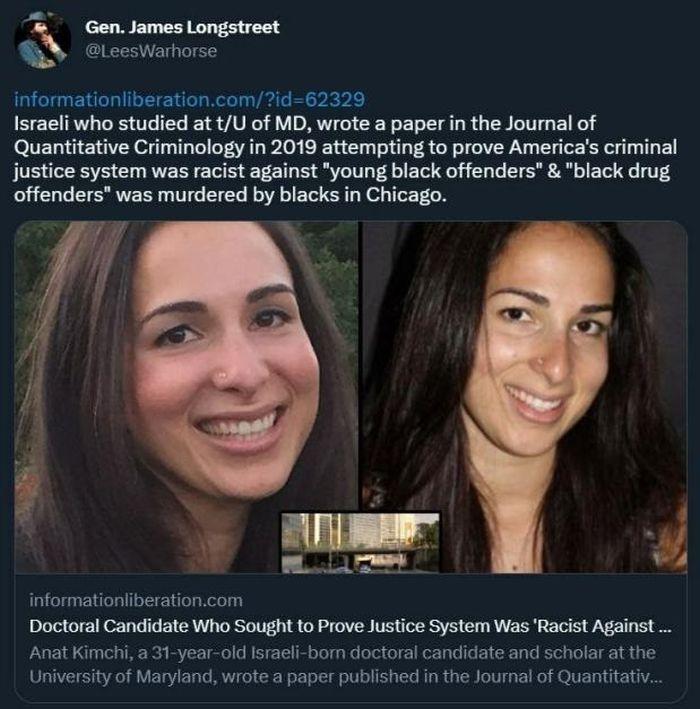 Gen. James Longstreet
@LeesWarhorse
informationliberation.com/?id=62329
Israeli who studied at t/U of MD, wrote a paper in the Journal of
Quantitative Criminology in 2019 attempting to prove America's criminal
justice system was racist against "young black offenders" & "black drug
offenders" was murdered by blacks in Chicago.
informationliberation.com
Doctoral Candidate Who Sought to Prove Justice System Was 'Racist Against ...
Anat Kimchi, a 31-year-old Israeli-born doctoral candidate and scholar at the
University of Maryland, wrote a paper published in the Journal of Quantitativ...